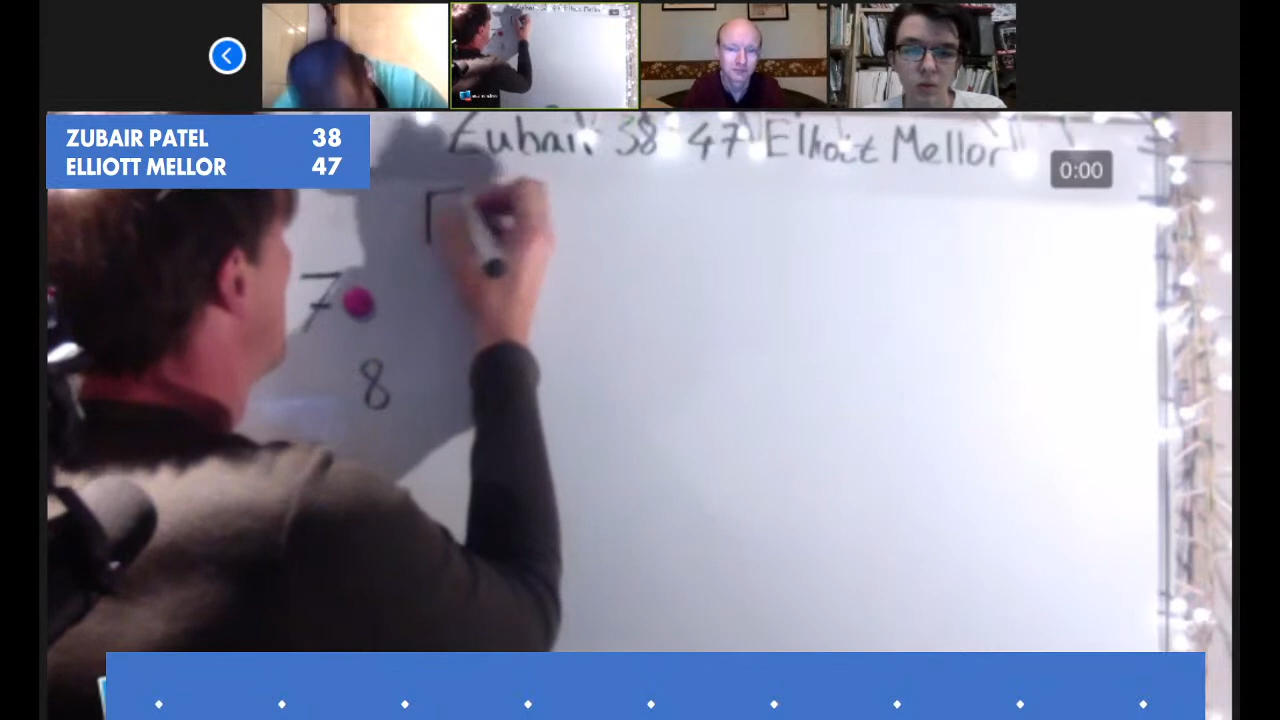 ZUBAIR PATEL 38
ELLIOTT MELLOR 47
Zubair 38 47 Elliott Mellor
0:00
7
8